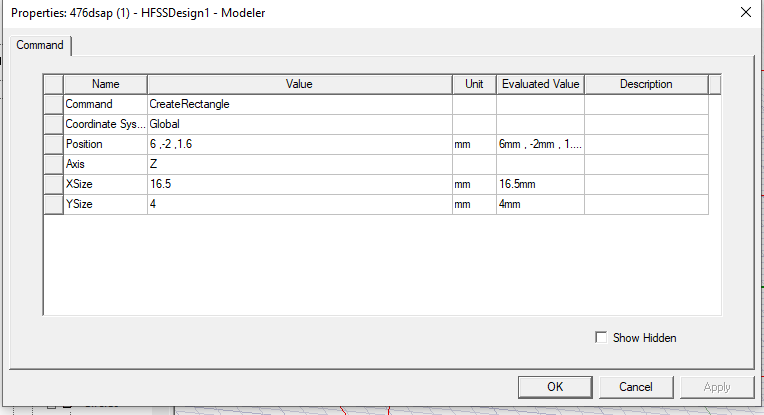 Properties: 476dsap (1) - HFSSDesign1 - Modeler
Command
Name Value Unit Evaluated Value Description
Command CreateRectangle
Coordinate Sys... Global
Position 6 ,-2 ,1.6 mm 6mm , -2mm , 1....
Axis Z
XSize 16.5 mm 16.5mm
YSize 4 mm 4mm
Show Hidden
OK Cancel Apply